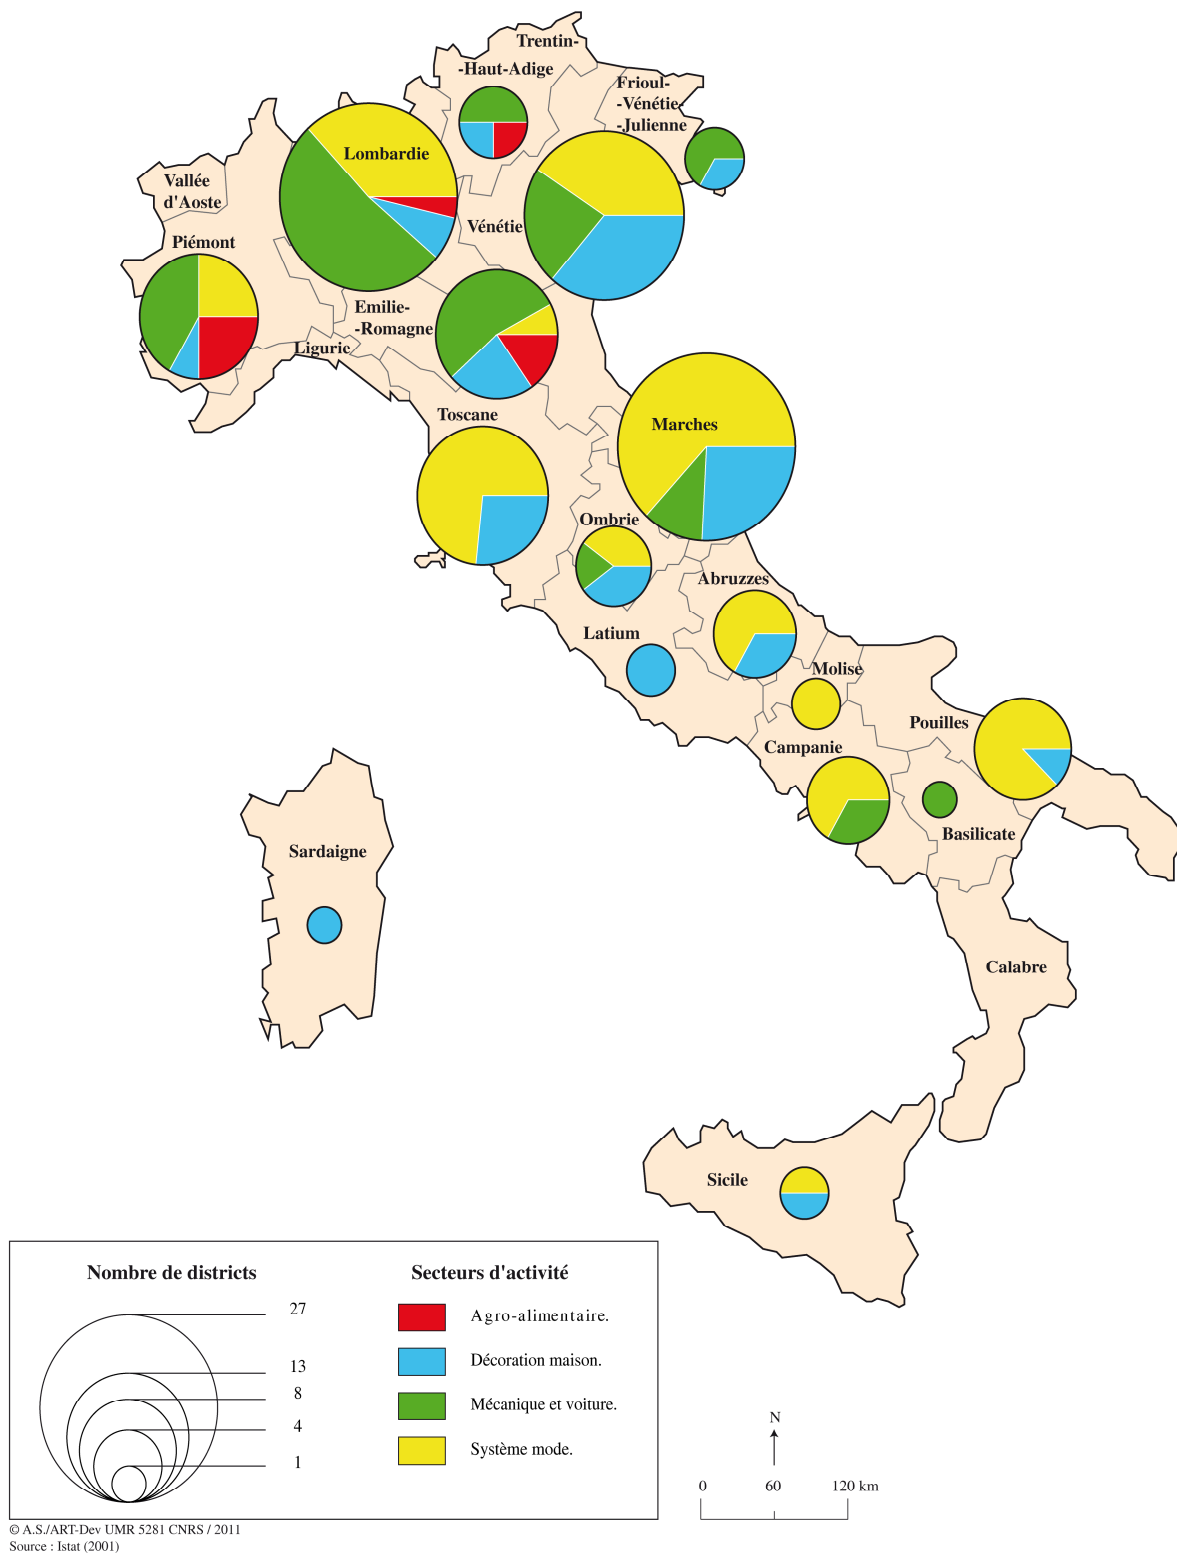 Trentin-
-Haut-Adige
Frioul-
-Vénétie-
-Julienne
Lombardie
Vallée
d'Aoste
Vénétie
Piémont
Emilie-
-Romagne
Ligurie
Toscane
Marches
Ombrie
Abruzzes
Latium
Molise
Pouilles
Campanie
Basilicate
Sardaigne
Calabre
Sicile
Nombre de districts
27
13
8
4
1
Secteurs d'activité
Agro-alimentaire.
Décoration maison.
Mécanique et voiture.
Système mode.
N
0 60 120 km
© A.S./ART-Dev UMR 5281 CNRS / 2011
Source : Istat (2001)